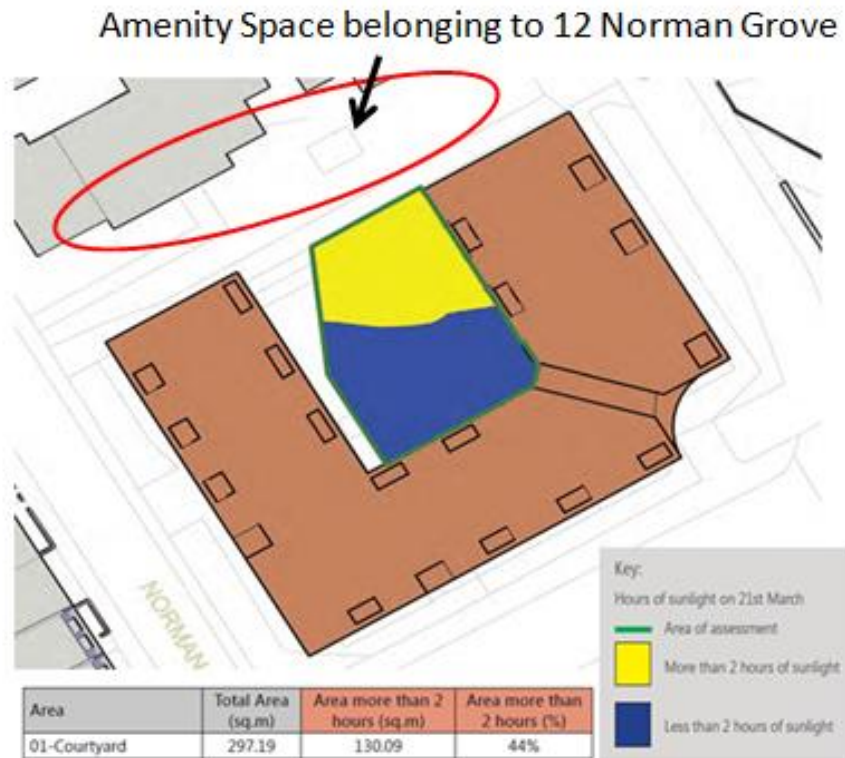 Amenity Space belonging to 12 Norman Grove
NORMAN
Key:
Hours of sunlight on 21st March
Area of assessment
More than 2 hours of sunlight
Less than 2 hours of sunlight
Area Total Area (sq.m) Area more than 2 hours (sq.m) Area more than 2 hours (%)
01-Courtyard 297.19 130.09 44%